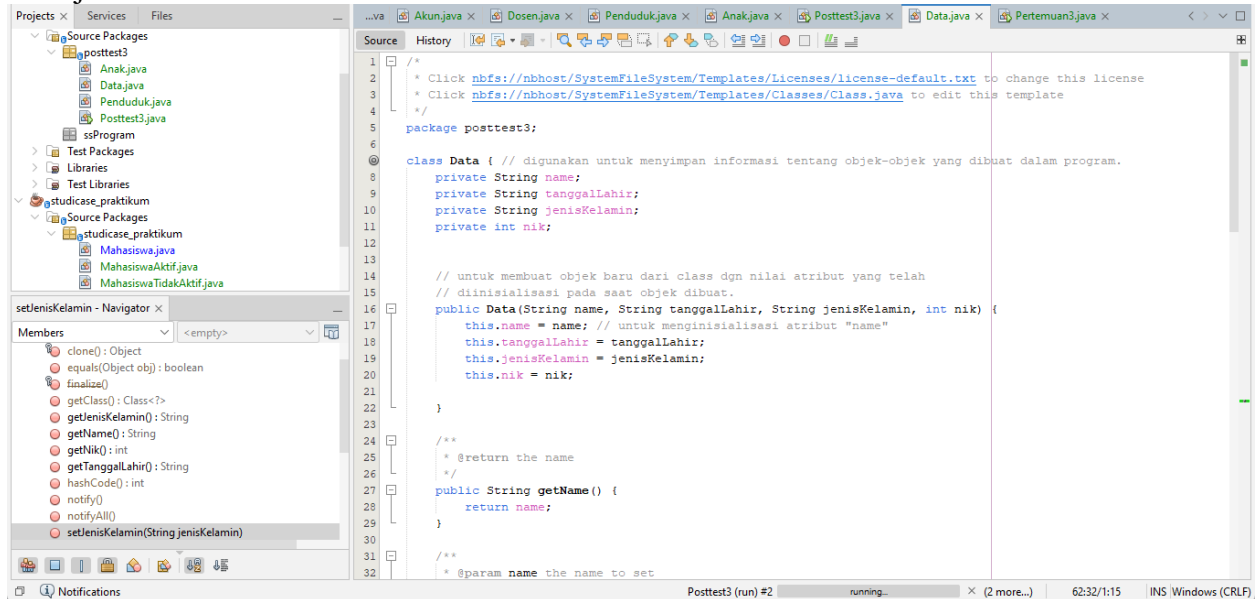 Projects × Services Files
Source Packages
posttest3
Anak.java
Data.java
Penduduk.java
Posttest3.java
ssProgram
Test Packages
Libraries
Test Libraries
studicase_praktikum
Source Packages
studicase_praktikum
Mahasiswa.java
MahasiswaAktif.java
MahasiswaTidakAktif.java
setJenisKelamin - Navigator ×
Members <empty>
clone() : Object
equals(Object obj) : boolean
finalize()
getClass() : Class<?>
getJenisKelamin() : String
getName() : String
getNik() : int
getTanggalLahir() : String
hashCode() : int
notify()
notifyAll()
setJenisKelamin(String jenisKelamin)
...va Akun.java × Dosen.java × Penduduk.java × Anak.java × Posttest3.java × Data.java × Pertemuan3.java ×
Source History
1 /*
2 * Click nbfs://nbhost/SystemFileSystem/Templates/Licenses/license-default.txt to change this license
3 * Click nbfs://nbhost/SystemFileSystem/Templates/Classes/Class.java to edit this template
4 */
5 package posttest3;
6
class Data { // digunakan untuk menyimpan informasi tentang objek-objek yang dibuat dalam program.
8 private String name;
9 private String tanggalLahir;
10 private String jenisKelamin;
11 private int nik;
12
13
14 // untuk membuat objek baru dari class dgn nilai atribut yang telah
15 // diinisialisasi pada saat objek dibuat.
16 public Data(String name, String tanggalLahir, String jenisKelamin, int nik) {
17 this.name = name; // untuk menginisialisasi atribut "name"
18 this.tanggalLahir = tanggalLahir;
19 this.jenisKelamin = jenisKelamin;
20 this.nik = nik;
21
22 }
23
24 /**
25 * @return the name
26 */
27 public String getName() {
28 return name;
29 }
30
31 /**
32 * @param name the name to set
Notifications
Posttest3 (run) #2 running... × (2 more...) 62:32/1:15 INS Windows (CRLF)